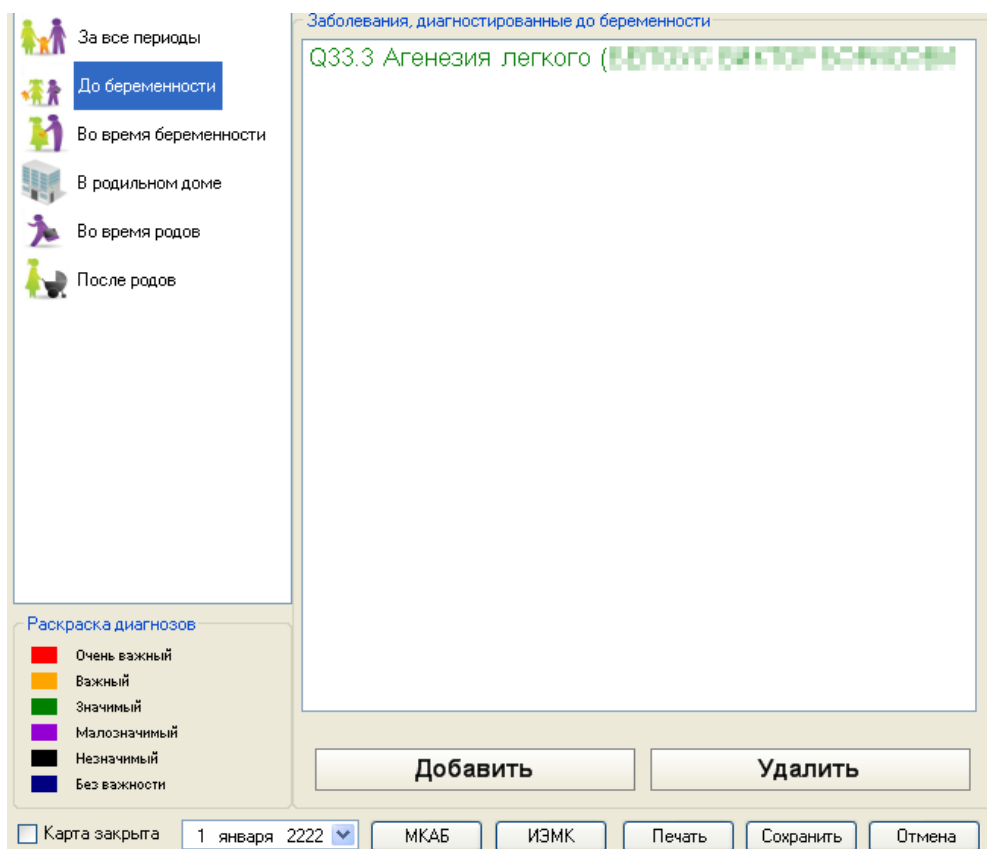 За все периоды
До беременности
Во время беременности
В родильном доме
Во время родов
После родов
Заболевания, диагностированные до беременности
Q33.3 Агенезия легкого (
Раскраска диагнозов
Очень важный
Важный
Значимый
Малозначимый
Незначимый
Без важности
Добавить
Удалить
Карта закрыта
1 января 2222
МКАБ
ИЭМК
Печать
Сохранить
Отмена